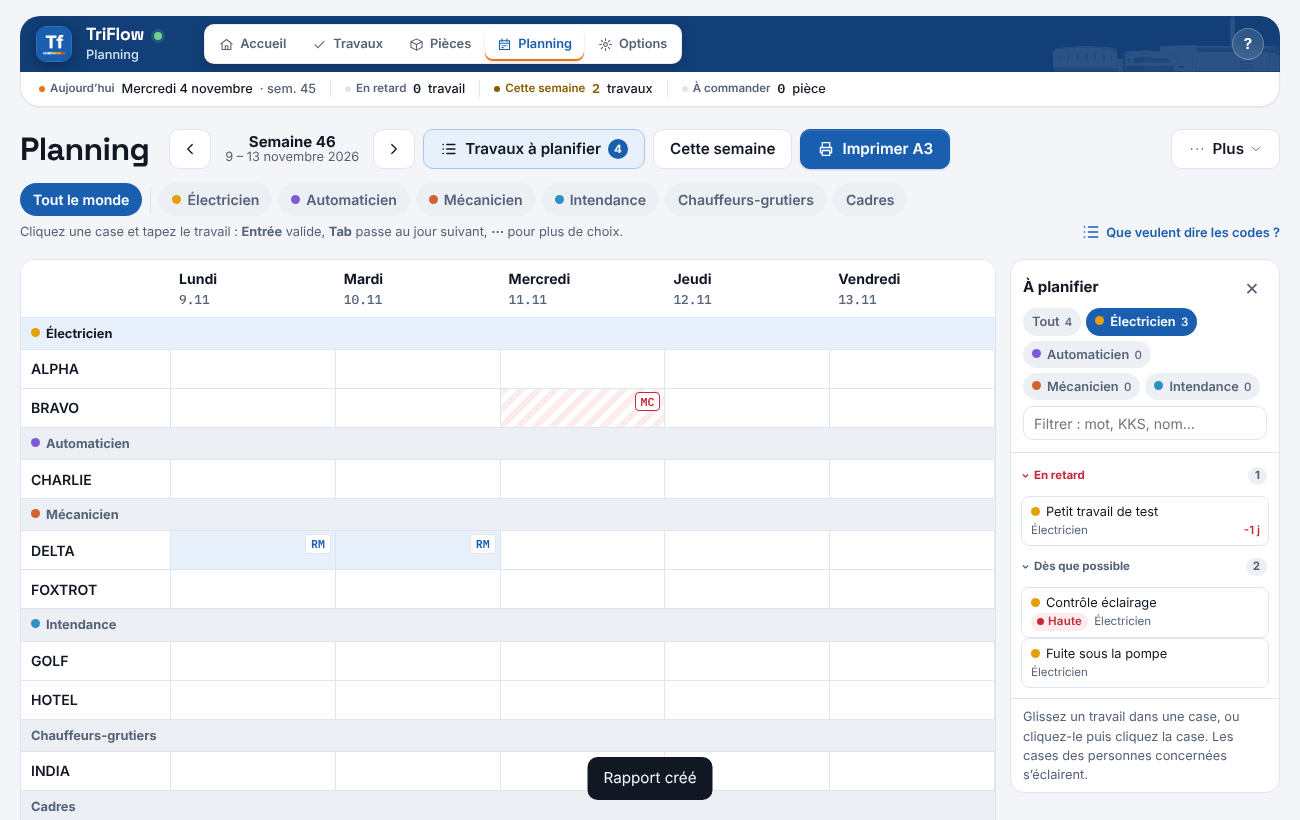 Tf
TriFlow
Planning
Accueil
Travaux
Pièces
Planning
Options
?
Aujourd'hui Mercredi 4 novembre · sem. 45
En retard 0 travail
Cette semaine 2 travaux
À commander 0 pièce
Planning
Semaine 46
9 – 13 novembre 2026
Travaux à planifier 4
Cette semaine
Imprimer A3
··· Plus
Tout le monde
Électricien
Automaticien
Mécanicien
Intendance
Chauffeurs-grutiers
Cadres
Cliquez une case et tapez le travail : Entrée valide, Tab passe au jour suivant, ··· pour plus de choix.
Que veulent dire les codes ?
Lundi
9.11
Mardi
10.11
Mercredi
11.11
Jeudi
12.11
Vendredi
13.11
Électricien
ALPHA
BRAVO
MC
Automaticien
CHARLIE
Mécanicien
DELTA
RM
RM
FOXTROT
Intendance
GOLF
HOTEL
Chauffeurs-grutiers
INDIA
Cadres
À planifier
Tout 4
Électricien 3
Automaticien 0
Mécanicien 0
Intendance 0
Filtrer : mot, KKS, nom...
En retard 1
Petit travail de test
Électricien -1 j
Dès que possible 2
Contrôle éclairage
Haute Électricien
Fuite sous la pompe
Électricien
Glissez un travail dans une case, ou
cliquez-le puis cliquez la case. Les
cases des personnes concernées
s'éclairent.
Rapport créé